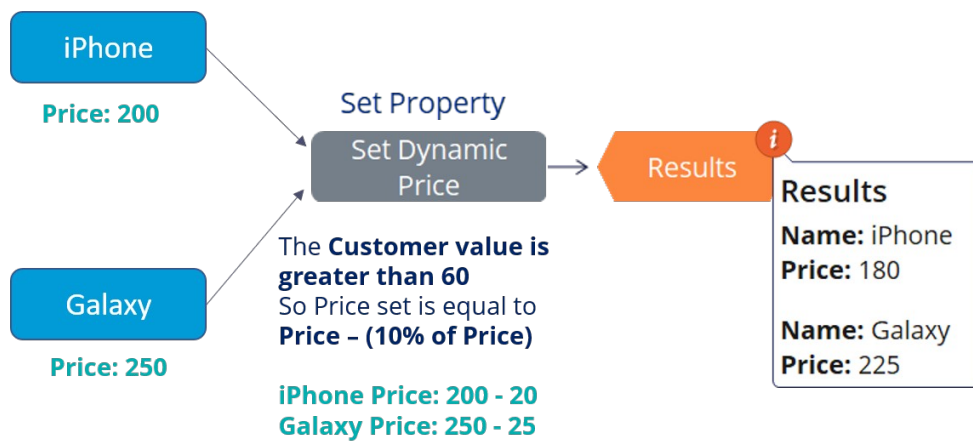 iPhone
Price: 200
Set Property
Set Dynamic
Price
Results
i
Results
Name: iPhone
Price: 180
Name: Galaxy
Price: 225
The Customer value is
greater than 60
So Price set is equal to
Price – (10% of Price)
Galaxy
Price: 250
iPhone Price: 200 - 20
Galaxy Price: 250 - 25